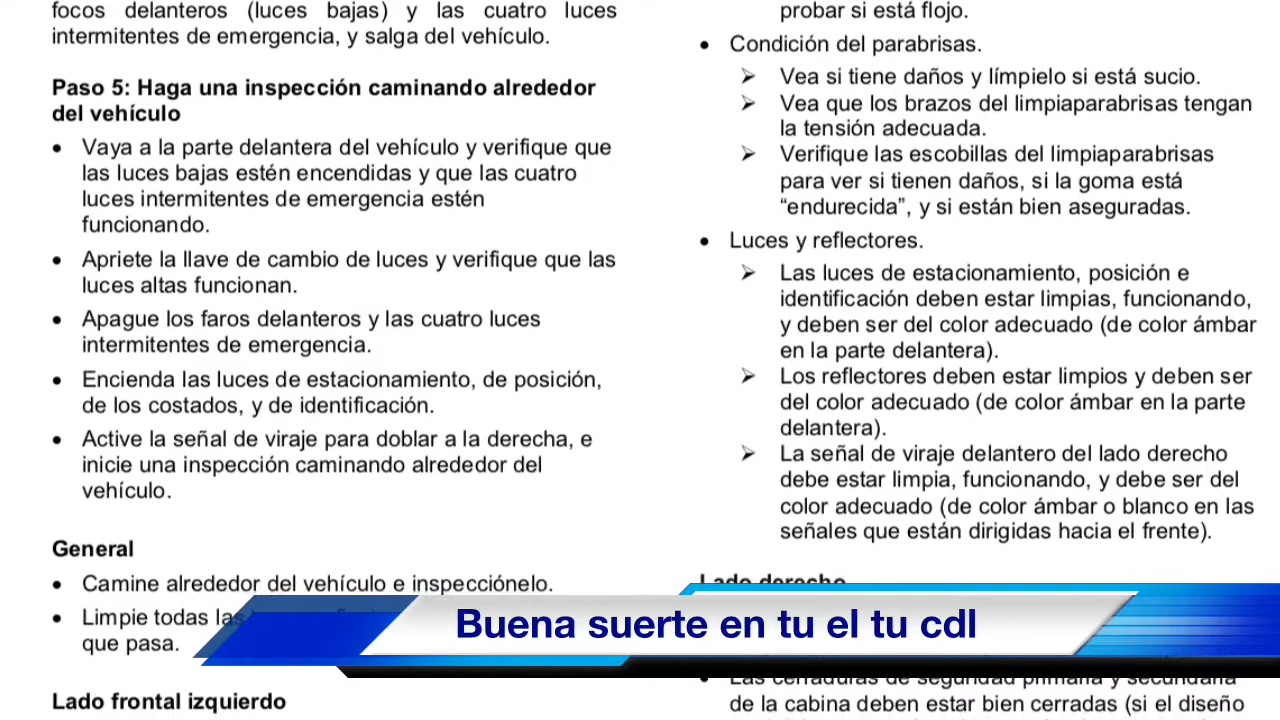 focos delanteros (luces bajas) y las cuatro luces
intermitentes de emergencia, y salga del vehículo.
Paso 5: Haga una inspección caminando alrededor
del vehículo
• Vaya a la parte delantera del vehículo y verifique que
las luces bajas estén encendidas y que las cuatro
luces intermitentes de emergencia estén
funcionando.
• Apriete la llave de cambio de luces y verifique que las
luces altas funcionan.
• Apague los faros delanteros y las cuatro luces
intermitentes de emergencia.
• Encienda las luces de estacionamiento, de posición,
de los costados, y de identificación.
• Active la señal de viraje para doblar a la derecha, e
inicie una inspección caminando alrededor del
vehículo.
General
• Camine alrededor del vehículo e inspecciónelo.
• Limpie todas las
que pasa.
Lado frontal izquierdo
probar si está flojo.
• Condición del parabrisas.
➢ Vea si tiene daños y límpielo si está sucio.
➢ Vea que los brazos del limpiaparabrisas tengan
la tensión adecuada.
➢ Verifique las escobillas del limpiaparabrisas
para ver si tienen daños, si la goma está
“endurecida”, y si están bien aseguradas.
• Luces y reflectores.
➢ Las luces de estacionamiento, posición e
identificación deben estar limpias, funcionando,
y deben ser del color adecuado (de color ámbar
en la parte delantera).
➢ Los reflectores deben estar limpios y deben ser
del color adecuado (de color ámbar en la parte
delantera).
➢ La señal de viraje delantero del lado derecho
debe estar limpia, funcionando, y debe ser del
color adecuado (de color ámbar o blanco en las
señales que están dirigidas hacia el frente).
Lado derecho
• Las cerraduras de seguridad primaria y secundaria
de la cabina deben estar bien cerradas (si el diseño
Buena suerte en tu el tu cdl